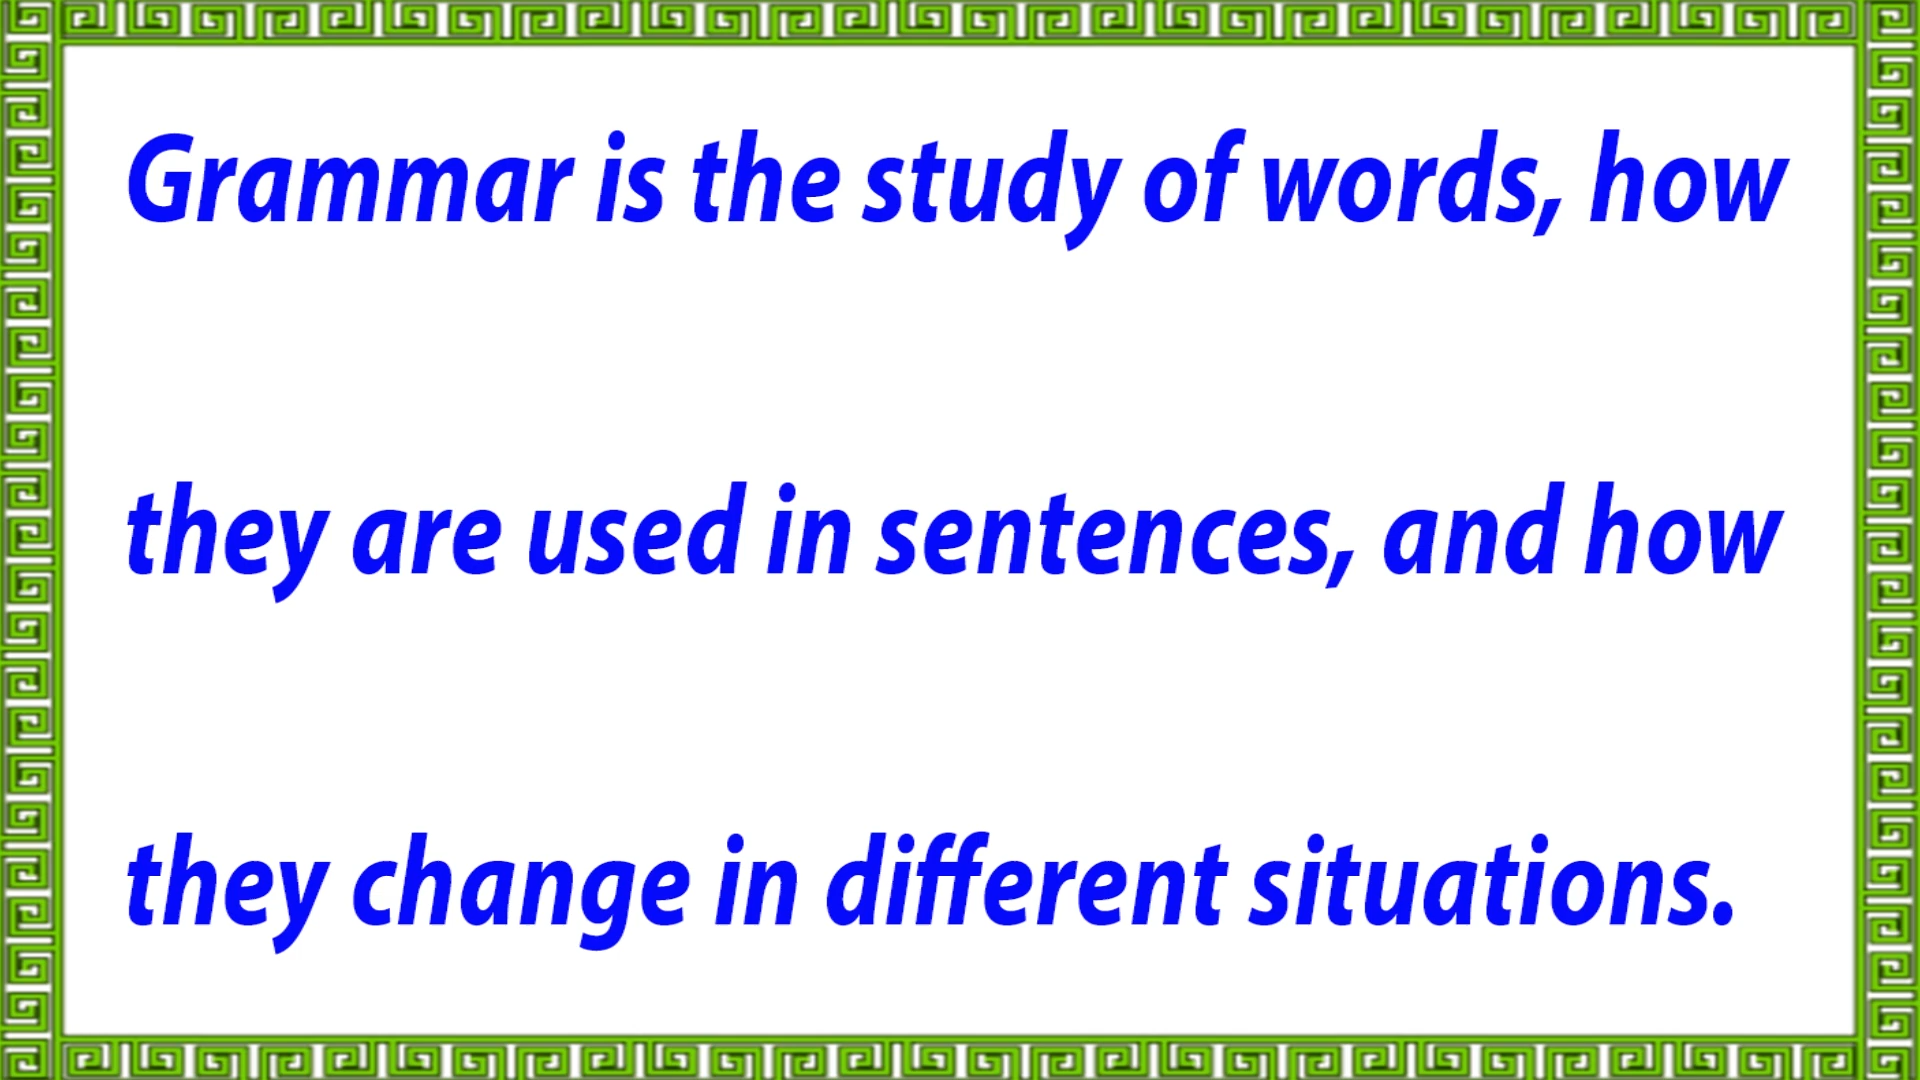 Grammar is the study of words, how
they are used in sentences, and how
they change in different situations.